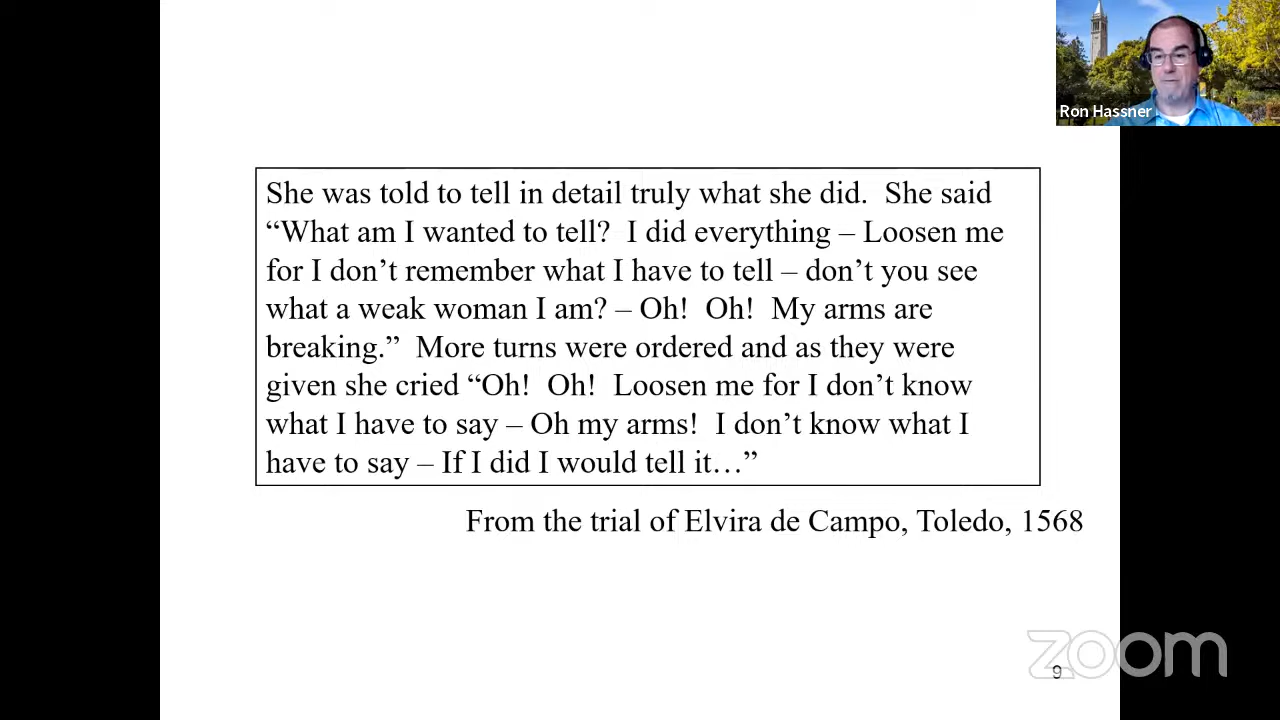 Ron Hassner
She was told to tell in detail truly what she did.  She said
“What am I wanted to tell?  I did everything – Loosen me
for I don’t remember what I have to tell – don’t you see
what a weak woman I am? – Oh!  Oh!  My arms are
breaking.”  More turns were ordered and as they were
given she cried “Oh!  Oh!  Loosen me for I don’t know
what I have to say – Oh my arms!  I don’t know what I
have to say – If I did I would tell it…”
From the trial of Elvira de Campo, Toledo, 1568
zoom
9